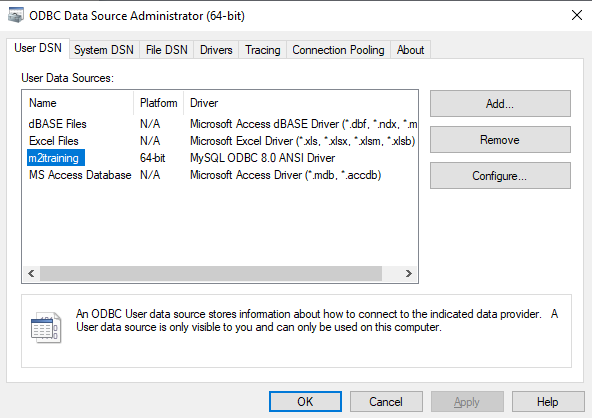 ODBC Data Source Administrator (64-bit)
User DSN System DSN File DSN Drivers Tracing Connection Pooling About
User Data Sources:
Name Platform Driver
dBASE Files N/A Microsoft Access dBASE Driver (*.dbf, *.ndx, *.m
Excel Files N/A Microsoft Excel Driver (*.xls, *.xlsx, *.xlsm, *.xlsb)
m2itraining 64-bit MySQL ODBC 8.0 ANSI Driver
MS Access Database N/A Microsoft Access Driver (*.mdb, *.accdb)
Add...
Remove
Configure...
An ODBC User data source stores information about how to connect to the indicated data provider. A
User data source is only visible to you and can only be used on this computer.
OK Cancel Apply Help